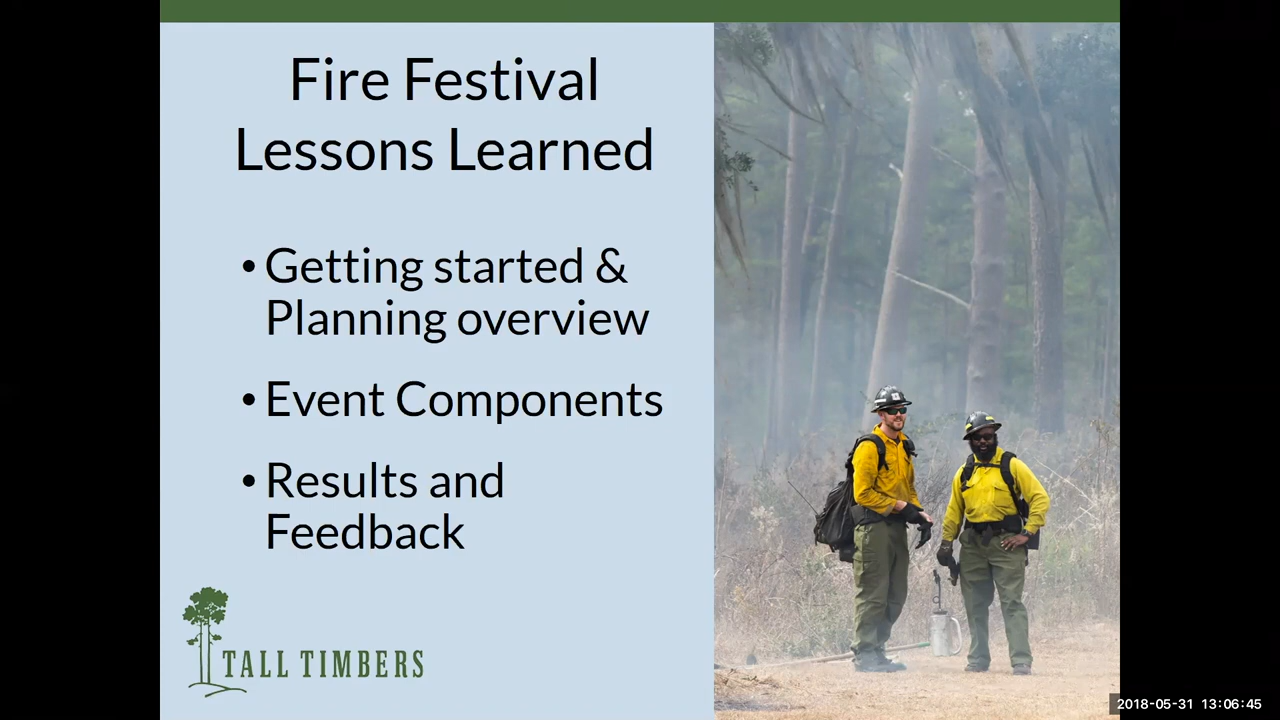 Fire Festival
Lessons Learned
• Getting started &
Planning overview
• Event Components
• Results and
Feedback
TALL TIMBERS
2018-05-31 13:06:45